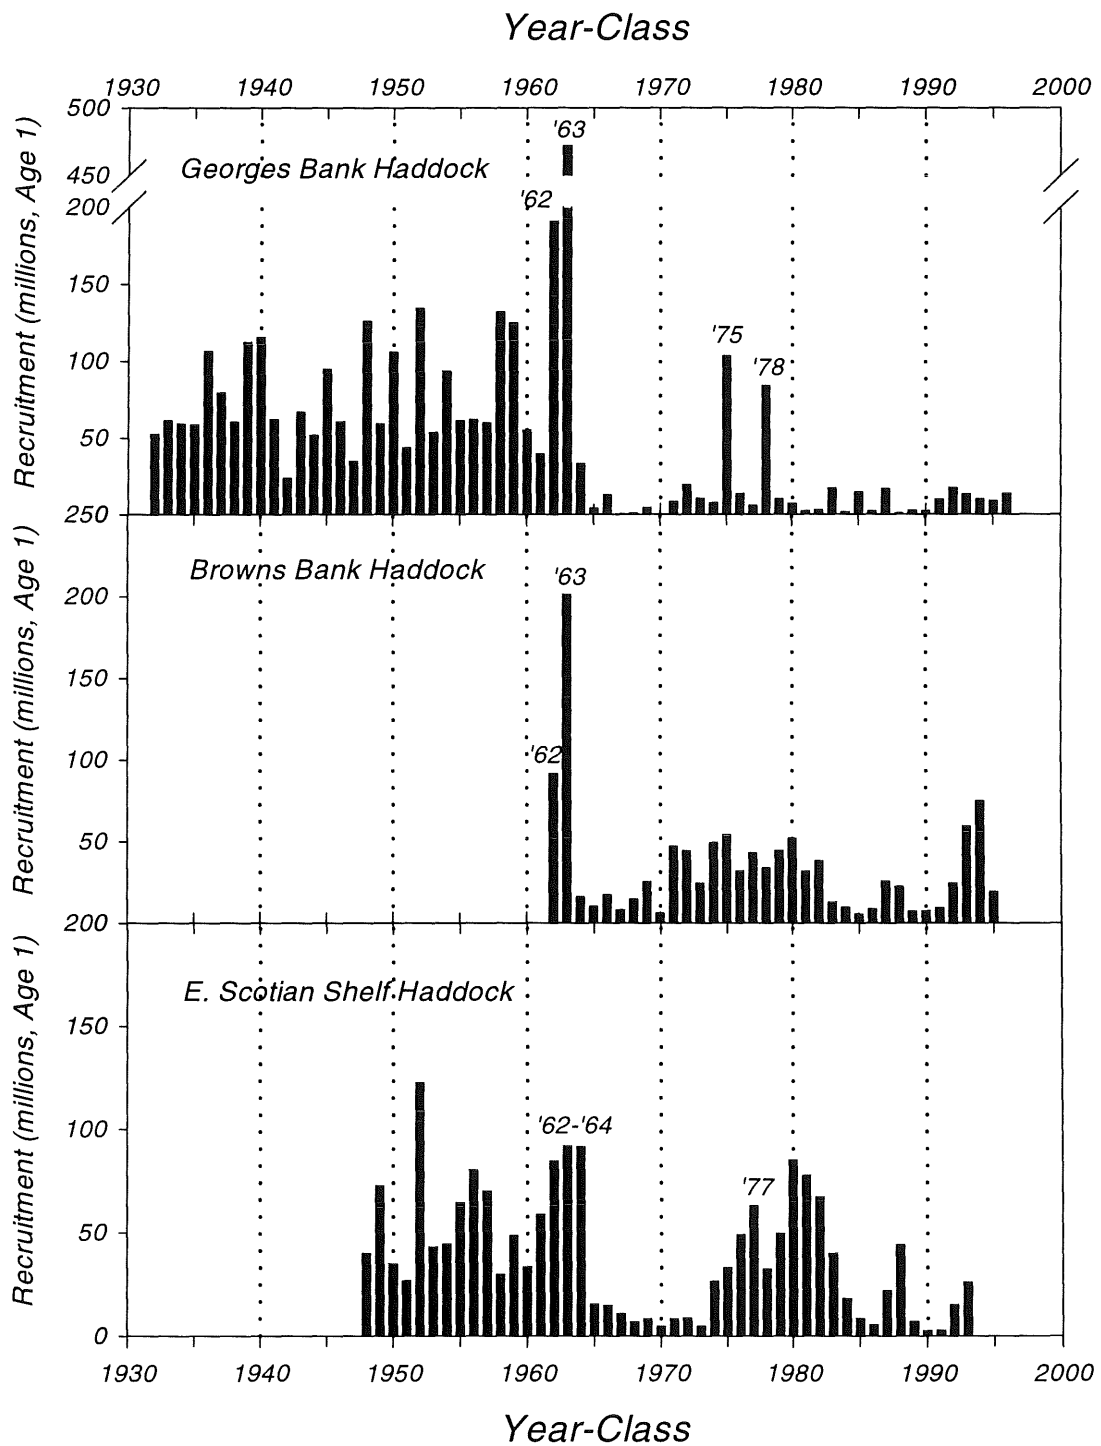 Year-Class
1930 1940 1950 1960 1970 1980 1990 2000
500
'63
Georges Bank Haddock
450
200
'62
150
'75
100
'78
50
Recruitment (millions, Age 1)
250
Browns Bank Haddock
'63
200
150
'62
100
50
Recruitment (millions, Age 1)
200
E. Scotian Shelf Haddock
150
'62-'64
100
'77
50
0
Recruitment (millions, Age 1)
1930 1940 1950 1960 1970 1980 1990 2000
Year-Class